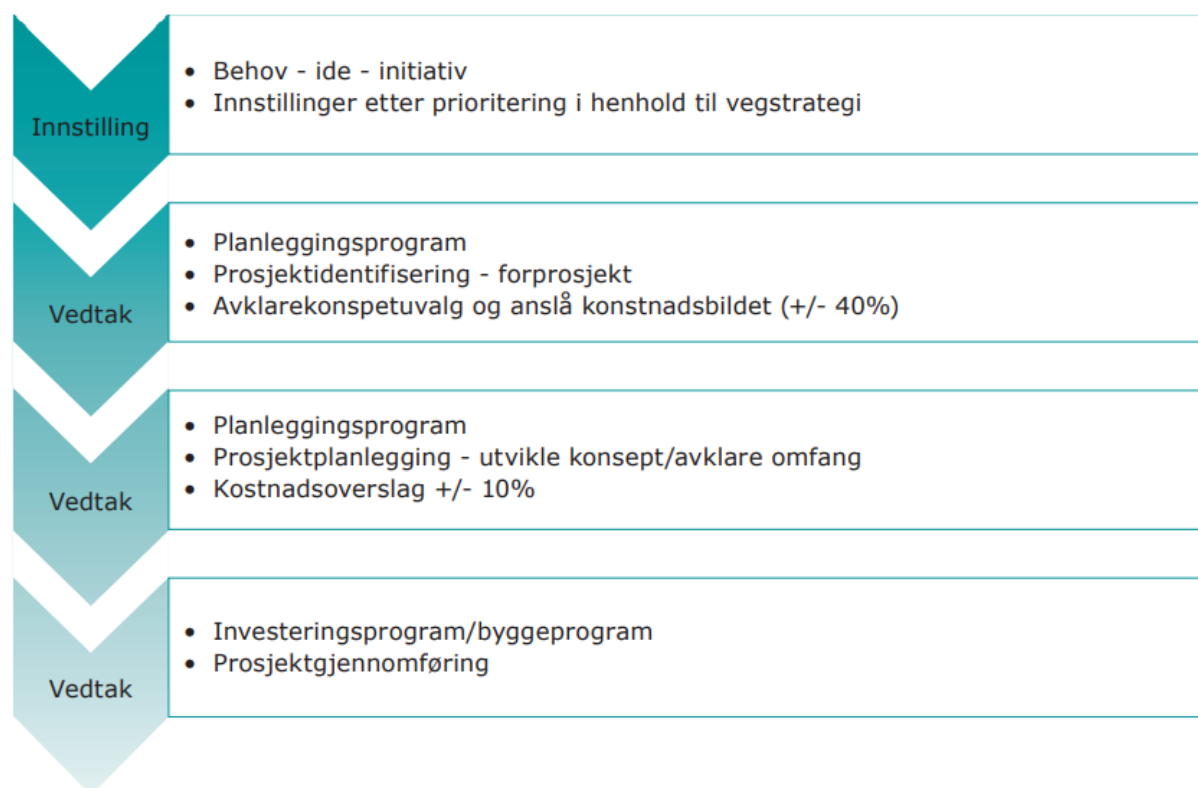 Innstilling
• Behov - ide - initiativ
• Innstillinger etter prioritering i henhold til vegstrategi
Vedtak
• Planleggingsprogram
• Prosjektidentifisering - forprosjekt
• Avklarekonspetuvalg og anslå konstnadsbildet (+/- 40%)
Vedtak
• Planleggingsprogram
• Prosjektplanlegging - utvikle konsept/avklare omfang
• Kostnadsoverslag +/- 10%
Vedtak
• Investeringsprogram/byggeprogram
• Prosjektgjennomføring